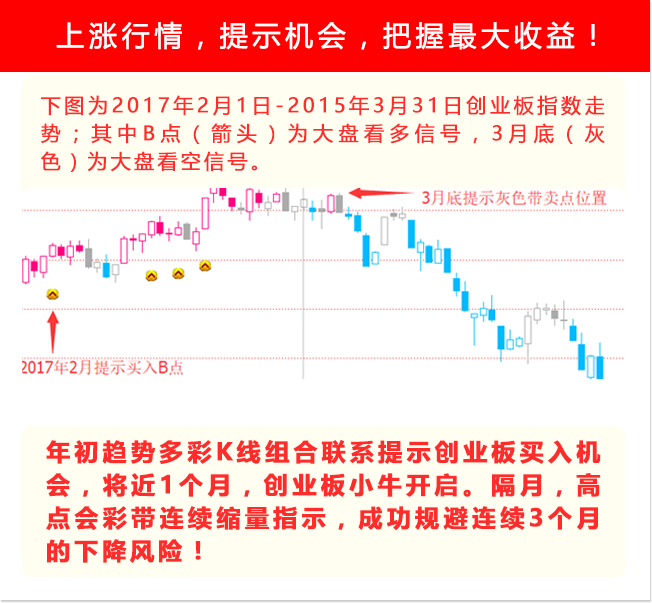 上涨行情，提示机会，把握最大收益！
下图为2017年2月1日-2015年3月31日创业板指数走
势；其中B点（箭头）为大盘看多信号，3月底（灰
色）为大盘看空信号。
3月底提示灰色带卖点位置
2017年2月提示买入B点
年初趋势多彩K线组合联系提示创业板买入机
会，将近1个月，创业板小牛开启。隔月，高
点会彩带连续缩量指示，成功规避连续3个月
的下降风险！